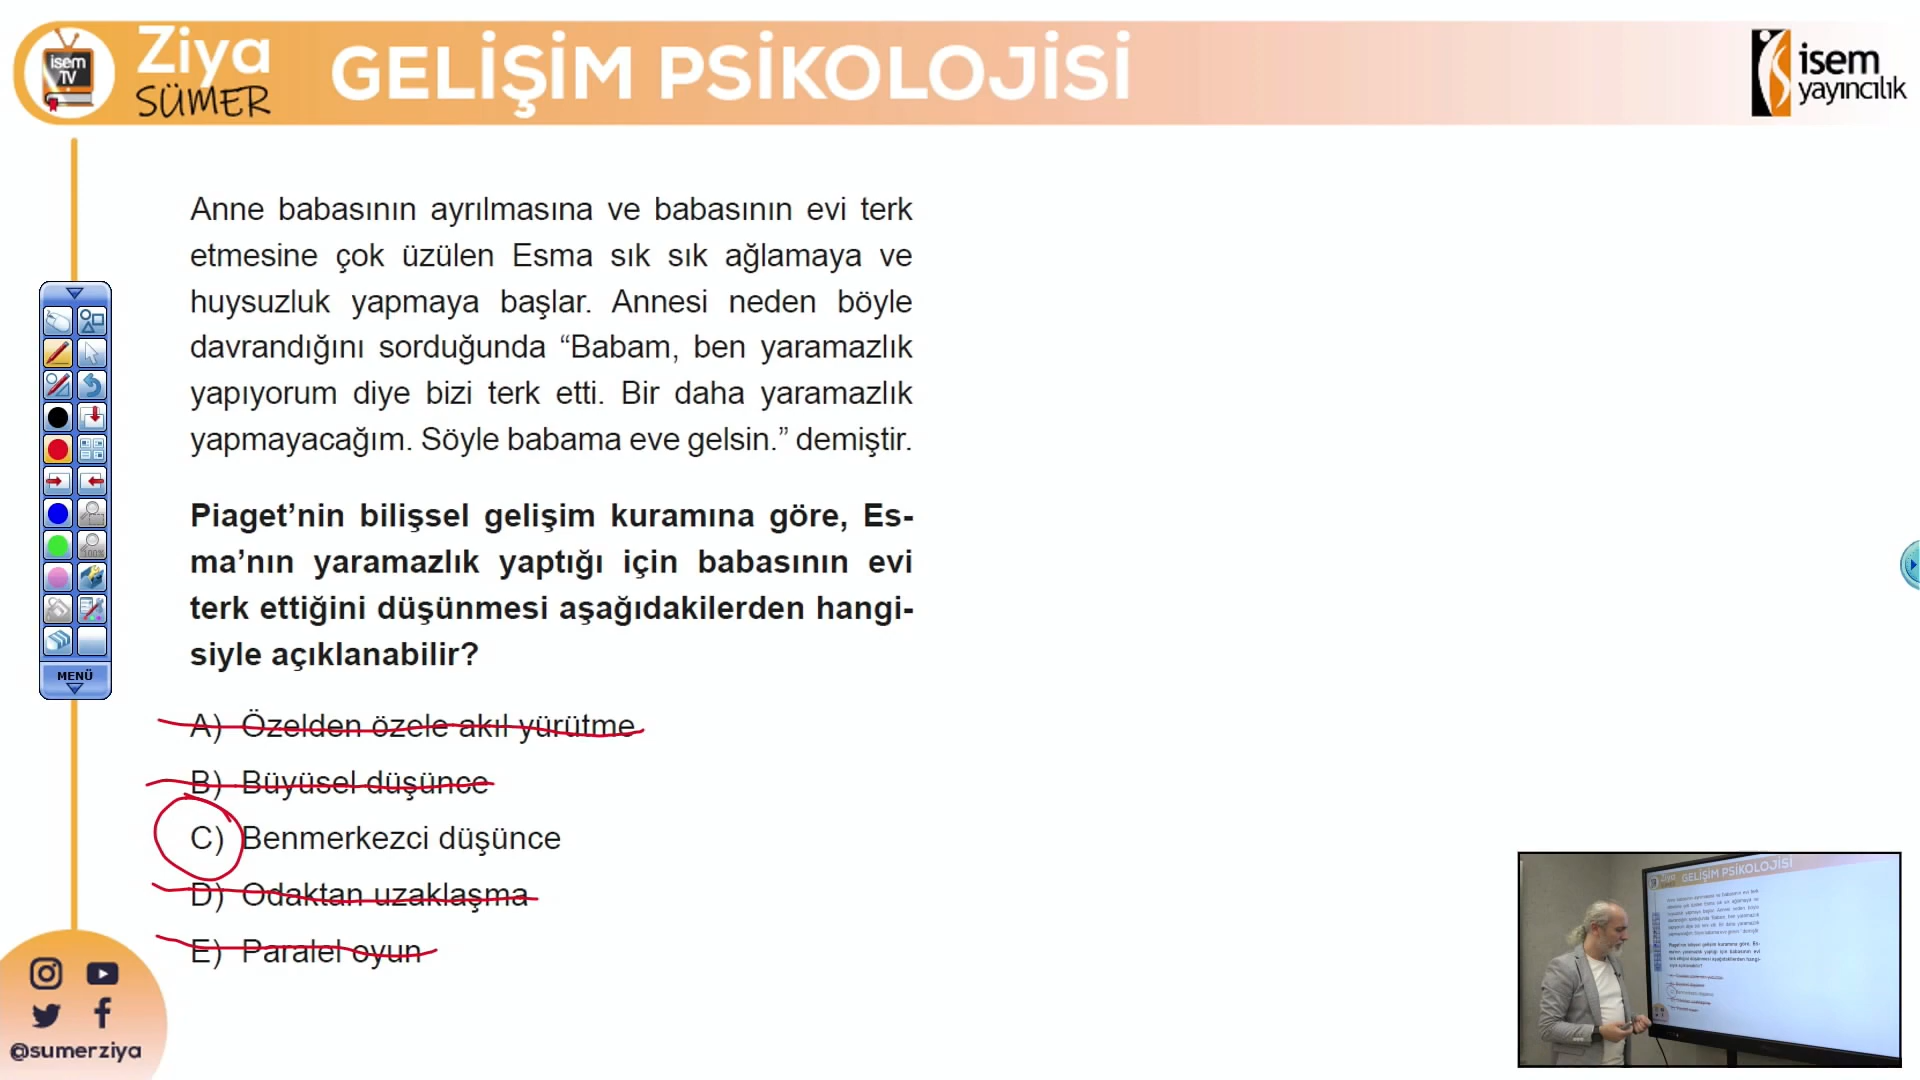 isem
TV
Ziya
SÜMER
GELİŞİM PSİKOLOJİSİ
isem
yayıncılık
Anne babasının ayrılmasına ve babasının evi terk
etmesine çok üzülen Esma sık sık ağlamaya ve
huysuzluk yapmaya başlar. Annesi neden böyle
davrandığını sorduğunda “Babam, ben yaramazlık
yapıyorum diye bizi terk etti. Bir daha yaramazlık
yapmayacağım. Söyle babama eve gelsin.” demiştir.
Piaget’nin bilişsel gelişim kuramına göre, Es-
ma’nın yaramazlık yaptığı için babasının evi
terk ettiğini düşünmesi aşağıdakilerden hangi-
siyle açıklanabilir?
A) Özelden özele akıl yürütme
B) Büyüsel düşünce
C) Benmerkezci düşünce
D) Odaktan uzaklaşma
E) Paralel oyun
100%
MENÜ
@sumerziya
GELİŞİM PSİKOLOJİSİ